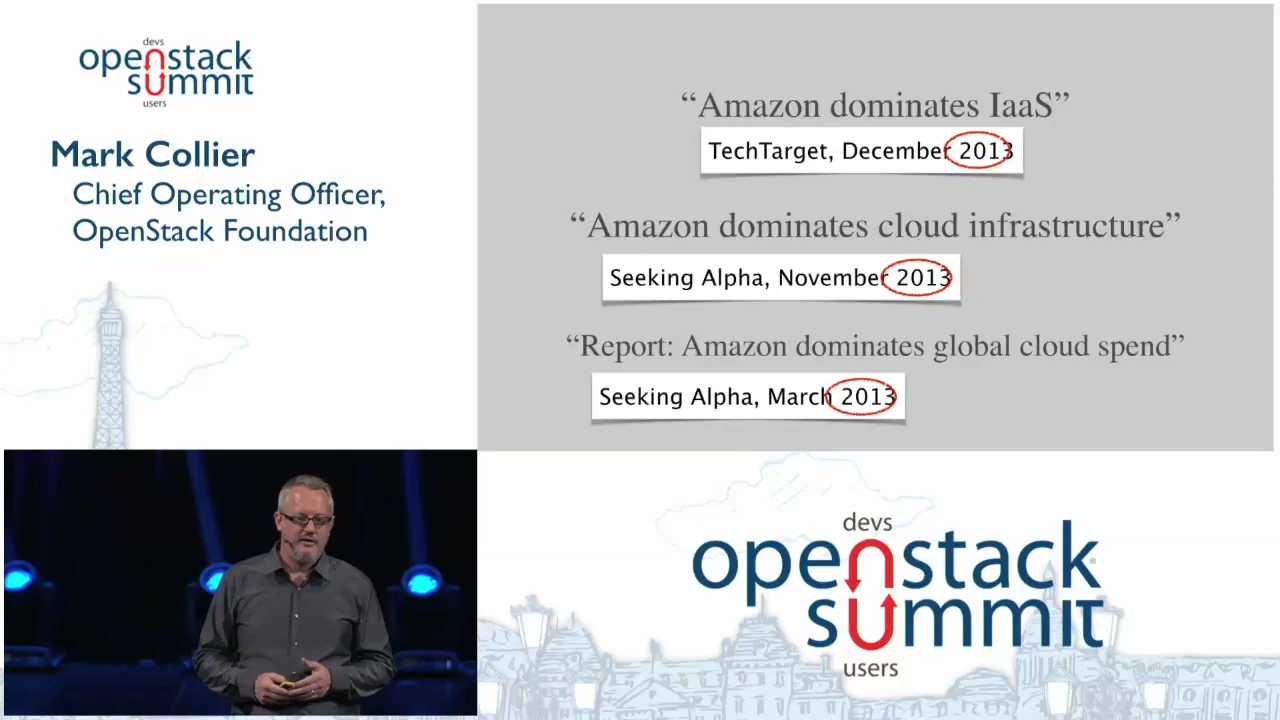 devs
openstack
summit
users
Mark Collier
Chief Operating Officer,
OpenStack Foundation
“Amazon dominates IaaS”
TechTarget, December 2013
“Amazon dominates cloud infrastructure”
Seeking Alpha, November 2013
“Report: Amazon dominates global cloud spend”
Seeking Alpha, March 2013
devs
openstack®
summit
users